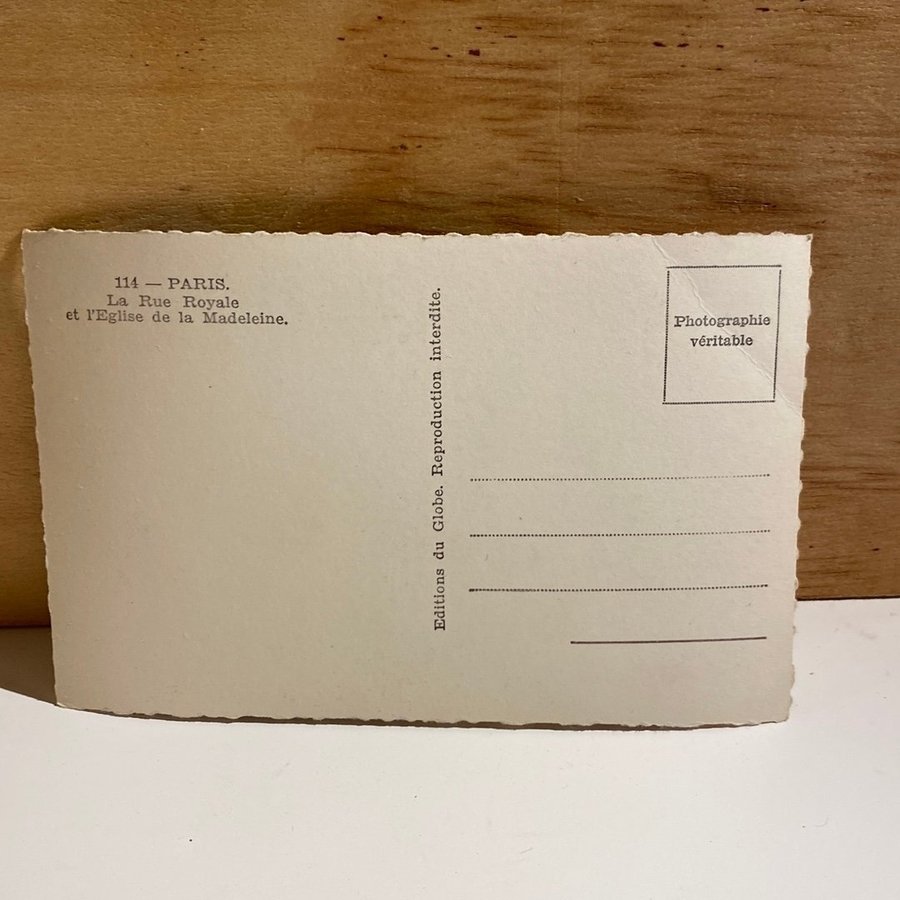 114 — PARIS.
La Rue Royale
et l'Eglise de la Madeleine.
Editions du Globe. Reproduction interdite.
Photographie
véritable